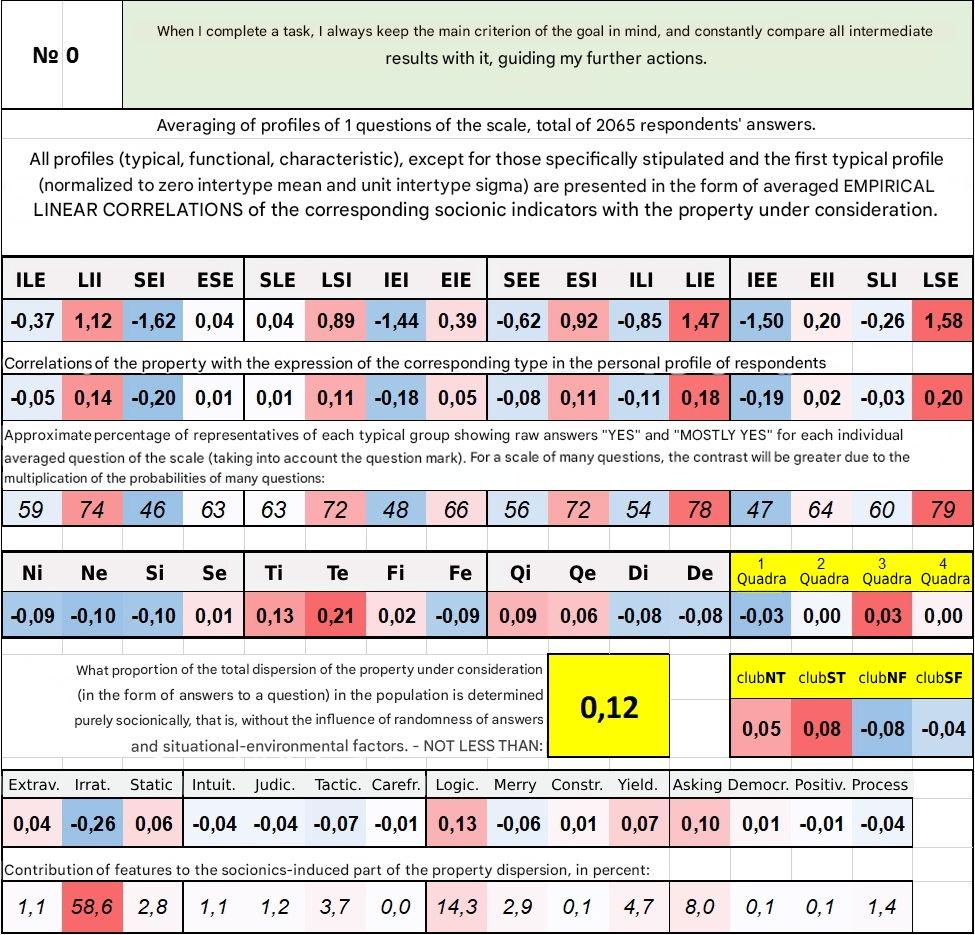 № 0
When I complete a task, I always keep the main criterion of the goal in mind, and constantly compare all intermediate
results with it, guiding my further actions.
Averaging of profiles of 1 questions of the scale, total of 2065 respondents' answers.
All profiles (typical, functional, characteristic), except for those specifically stipulated and the first typical profile
(normalized to zero intertype mean and unit intertype sigma) are presented in the form of averaged EMPIRICAL
LINEAR CORRELATIONS of the corresponding socionic indicators with the property under consideration.
ILE LII SEI ESE SLE LSI IEI EIE SEE ESI ILI LIE IEE EII SLI LSE
-0,37 1,12 -1,62 0,04 0,04 0,89 -1,44 0,39 -0,62 0,92 -0,85 1,47 -1,50 0,20 -0,26 1,58
Correlations of the property with the expression of the corresponding type in the personal profile of respondents
-0,05 0,14 -0,20 0,01 0,01 0,11 -0,18 0,05 -0,08 0,11 -0,11 0,18 -0,19 0,02 -0,03 0,20
Approximate percentage of representatives of each typical group showing raw answers "YES" and "MOSTLY YES" for each individual
averaged question of the scale (taking into account the question mark). For a scale of many questions, the contrast will be greater due to the
multiplication of the probabilities of many questions:
59 74 46 63 63 72 48 66 56 72 54 78 47 64 60 79
Ni Ne Si Se Ti Te Fi Fe Qi Qe Di De 1 Quadra 2 Quadra 3 Quadra 4 Quadra
-0,09 -0,10 -0,10 0,01 0,13 0,21 0,02 -0,09 0,09 0,06 -0,08 -0,08 -0,03 0,00 0,03 0,00
What proportion of the total dispersion of the property under consideration
(in the form of answers to a question) in the population is determined
purely socionically, that is, without the influence of randomness of answers
and situational-environmental factors. - NOT LESS THAN:
0,12
clubNT clubST clubNF clubSF
0,05 0,08 -0,08 -0,04
Extrav. Irrat. Static Intuit. Judic. Tactic. Carefr. Logic. Merry Constr. Yield. Asking Democr. Positiv. Process
0,04 -0,26 0,06 -0,04 -0,04 -0,07 -0,01 0,13 -0,06 0,01 0,07 0,10 0,01 -0,01 -0,04
Contribution of features to the socionics-induced part of the property dispersion, in percent:
1,1 58,6 2,8 1,1 1,2 3,7 0,0 14,3 2,9 0,1 4,7 8,0 0,1 0,1 1,4